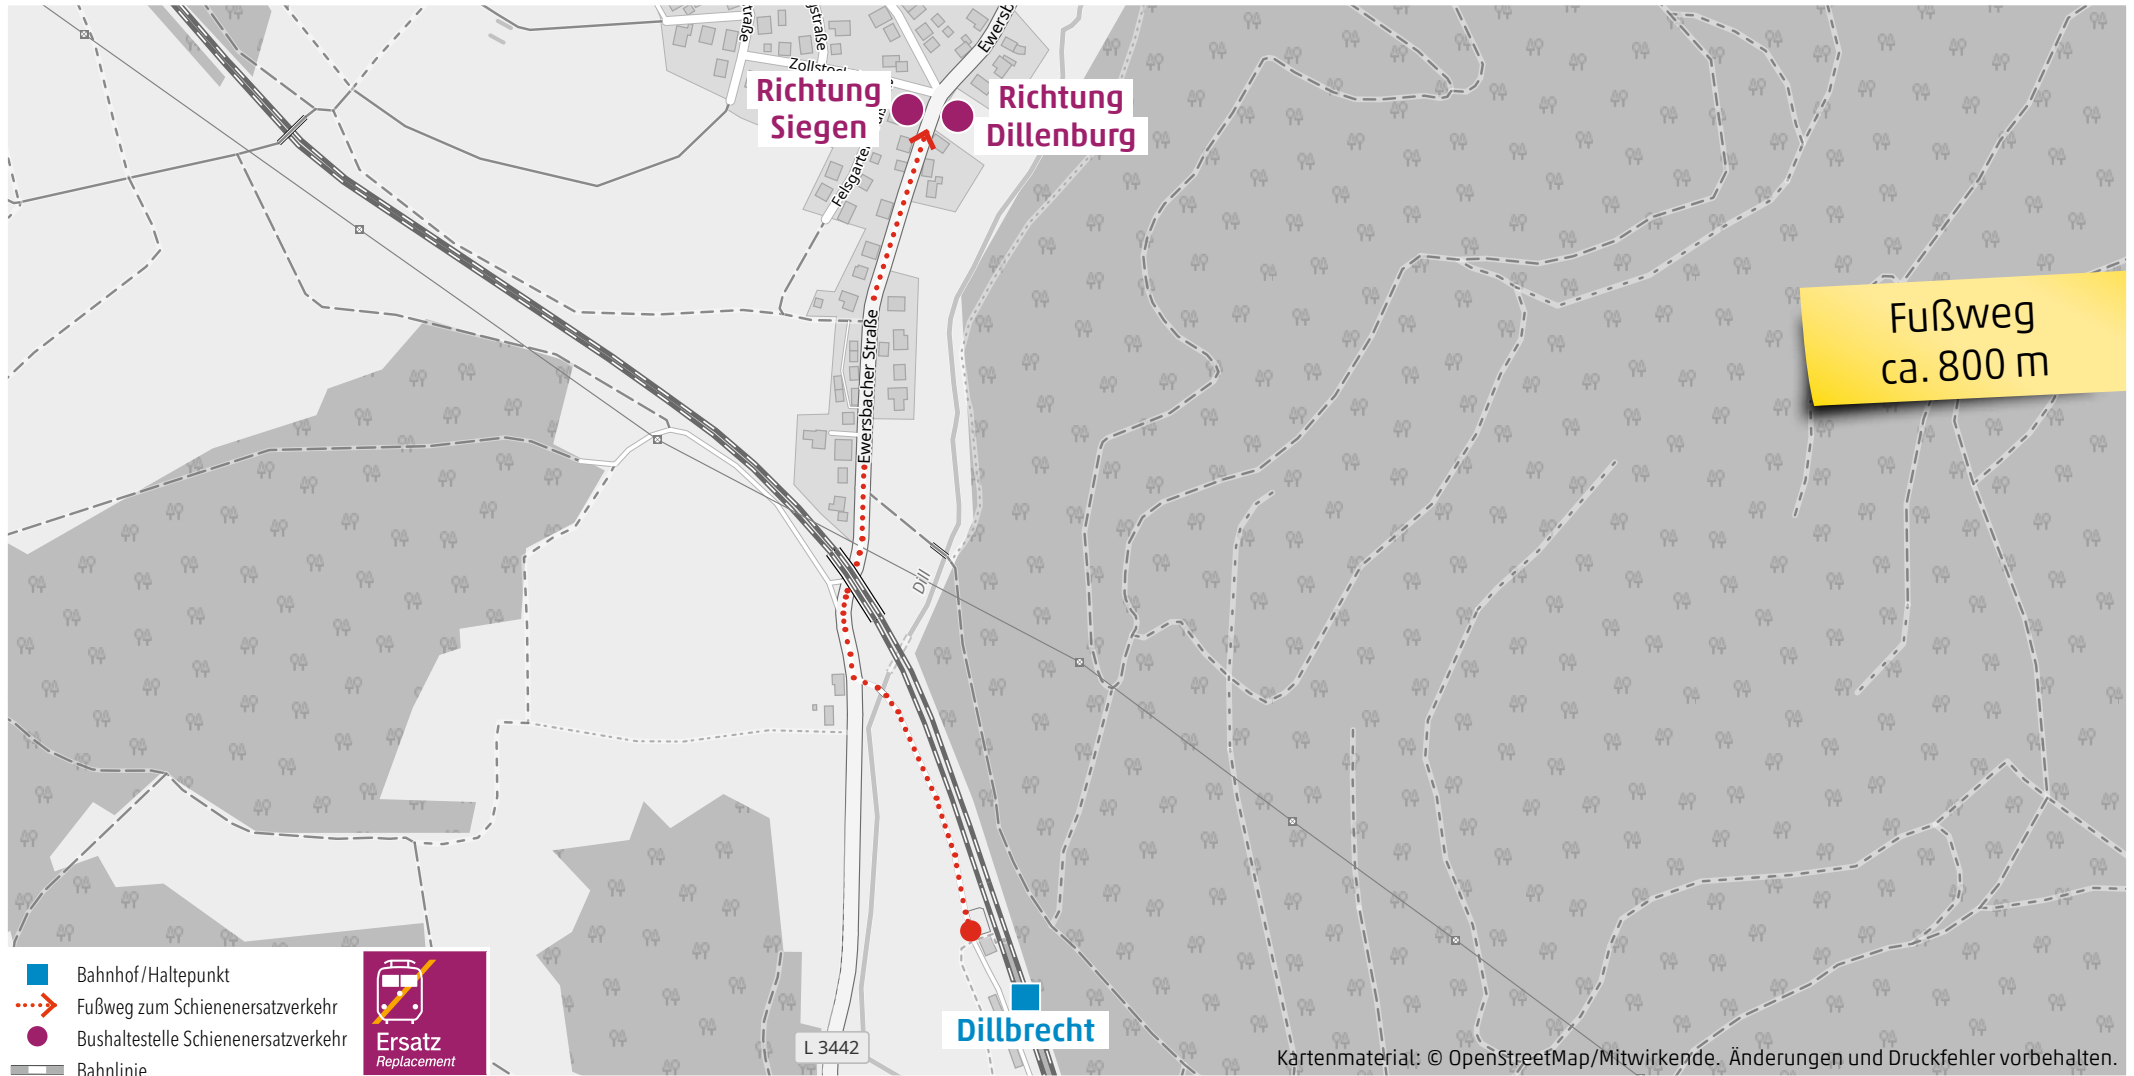 Ewersb
Zollstoc
Richtung
Siegen
Richtung
Dillenburg
Felsgarte
Ewersbacher Straße
Fußweg
ca. 800 m
Dill
Bahnhof/Haltepunkt
Fußweg zum Schienenersatzverkehr
Bushaltestelle Schienenersatzverkehr
Bahnlinie
Ersatz
Replacement
L 3442
Dillbrecht
Kartenmaterial: © OpenStreetMap/Mitwirkende. Änderungen und Druckfehler vorbehalten.